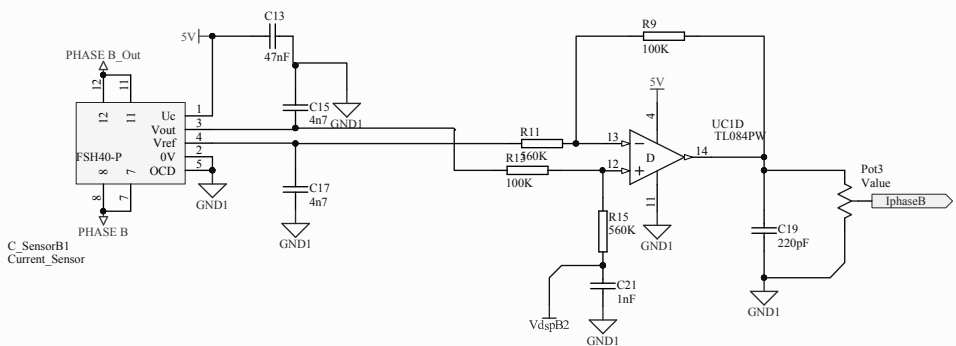 C13
5V
47nF
PHASE B_Out
12
11
12
11
Uc
1
Vout
3
Vref
4
FSH40-P
0V
2
OCD
5
8
7
8
7
PHASE B
C_SensorB1
Current_Sensor
GND1
C15
4n7
GND1
C17
4n7
GND1
R9
100K
5V
4
UC1D
TL084PW
R11
560K
13
D
14
R13
100K
12
11
GND1
R15
560K
C21
1nF
VdspB2
GND1
Pot3
Value
IphaseB
C19
220pF
GND1